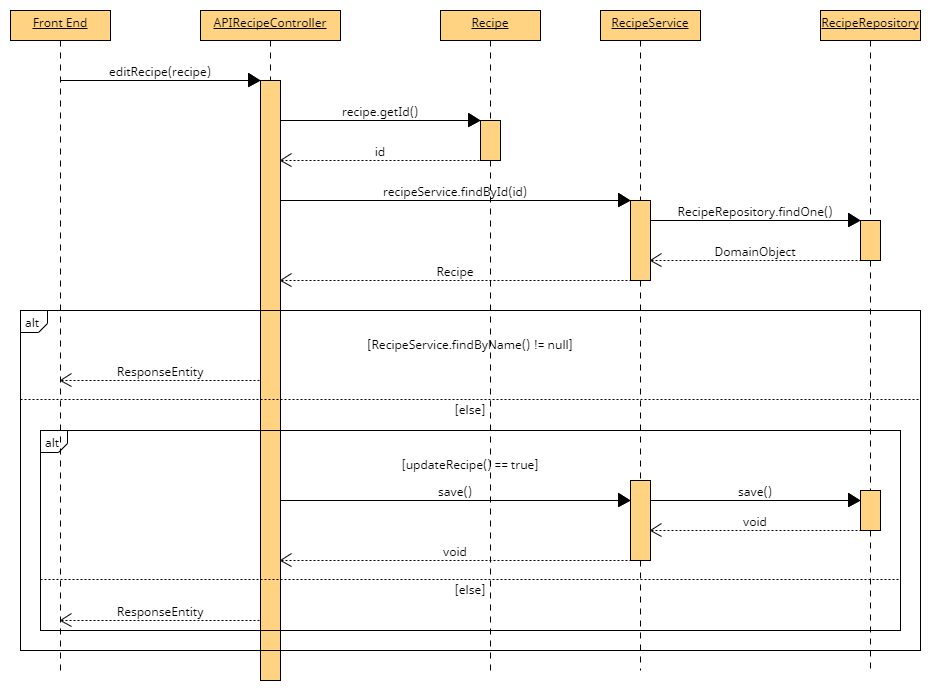 Front End
APIRecipeController
Recipe
RecipeService
RecipeRepository
editRecipe(recipe)
recipe.getId()
id
recipeService.findById(id)
RecipeRepository.findOne()
DomainObject
Recipe
alt
[RecipeService.findByName() != null]
ResponseEntity
[else]
alt
[updateRecipe() == true]
save()
save()
void
void
[else]
ResponseEntity